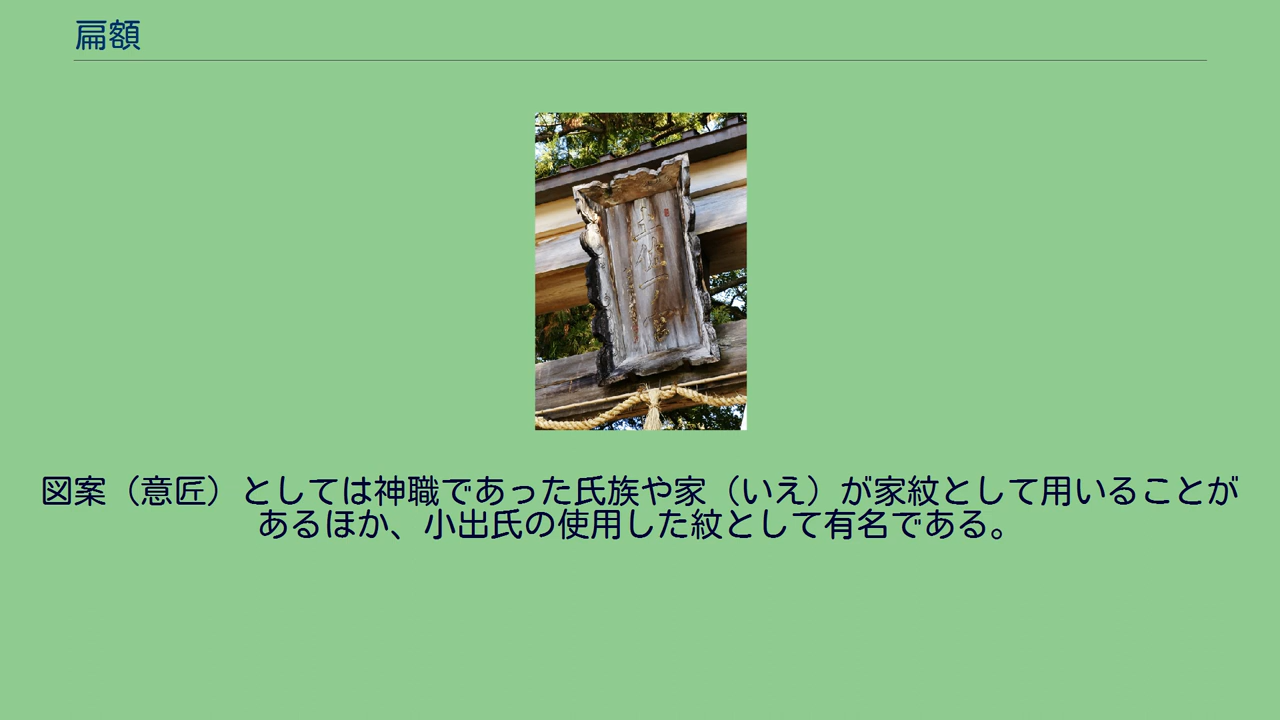 扁額
図案（意匠）としては神職であった氏族や家（いえ）が家紋として用いることが
あるほか、小出氏の使用した紋として有名である。